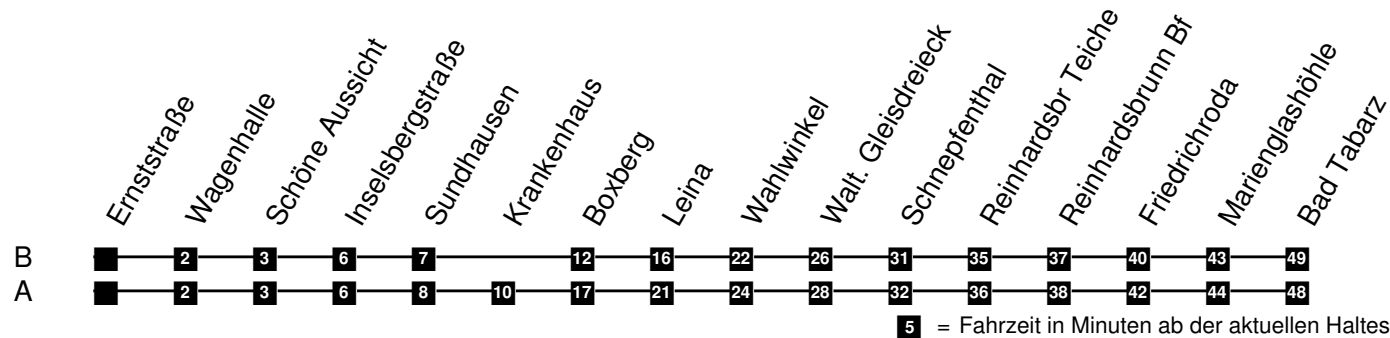 Ernststraße
Wagenhalle
Schöne Aussicht
Inselsbergstraße
Sundhausen
Krankenhaus
Boxberg
Leina
Wahlwinkel
Walt. Gleisdreieck
Schnepfenthal
Reinhardsbr Teiche
Reinhardsbrunn Bf
Friedrichroda
Marienglashöhle
Bad Tabarz
B 2 3 6 7 12 16 22 26 31 35 37 40 43 49
A 2 3 6 8 10 17 21 24 28 32 36 38 42 44 48
5 = Fahrzeit in Minuten ab der aktuellen Haltes